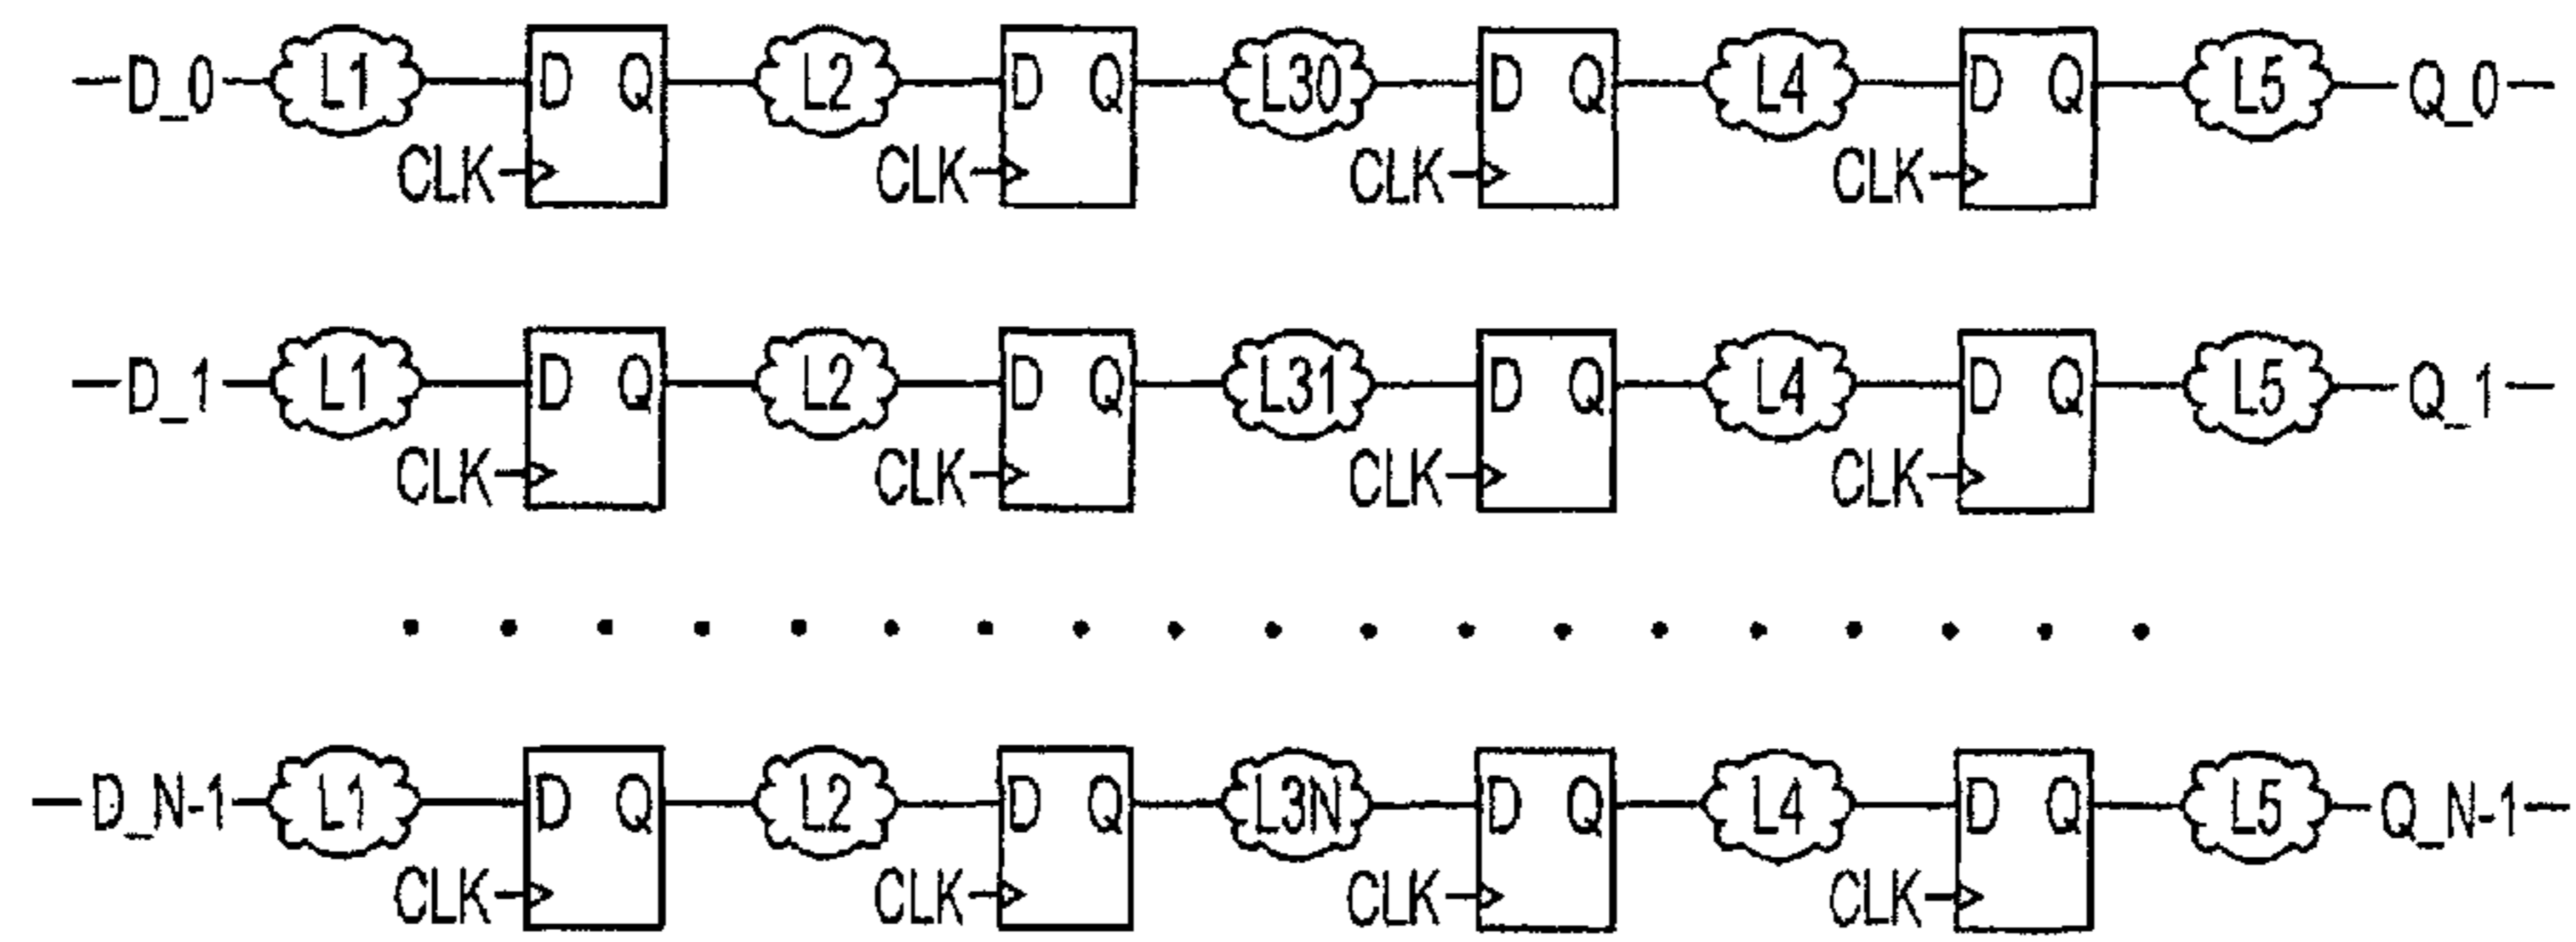 D_0 L1 D Q L2 D Q L30 D Q L4 D Q L5 Q_0
CLK CLK CLK CLK
D_1 L1 D Q L2 D Q L31 D Q L4 D Q L5 Q_1
CLK CLK CLK CLK
D_N-1 L1 D Q L2 D Q L3N D Q L4 D Q L5 Q_N-1
CLK CLK CLK CLK